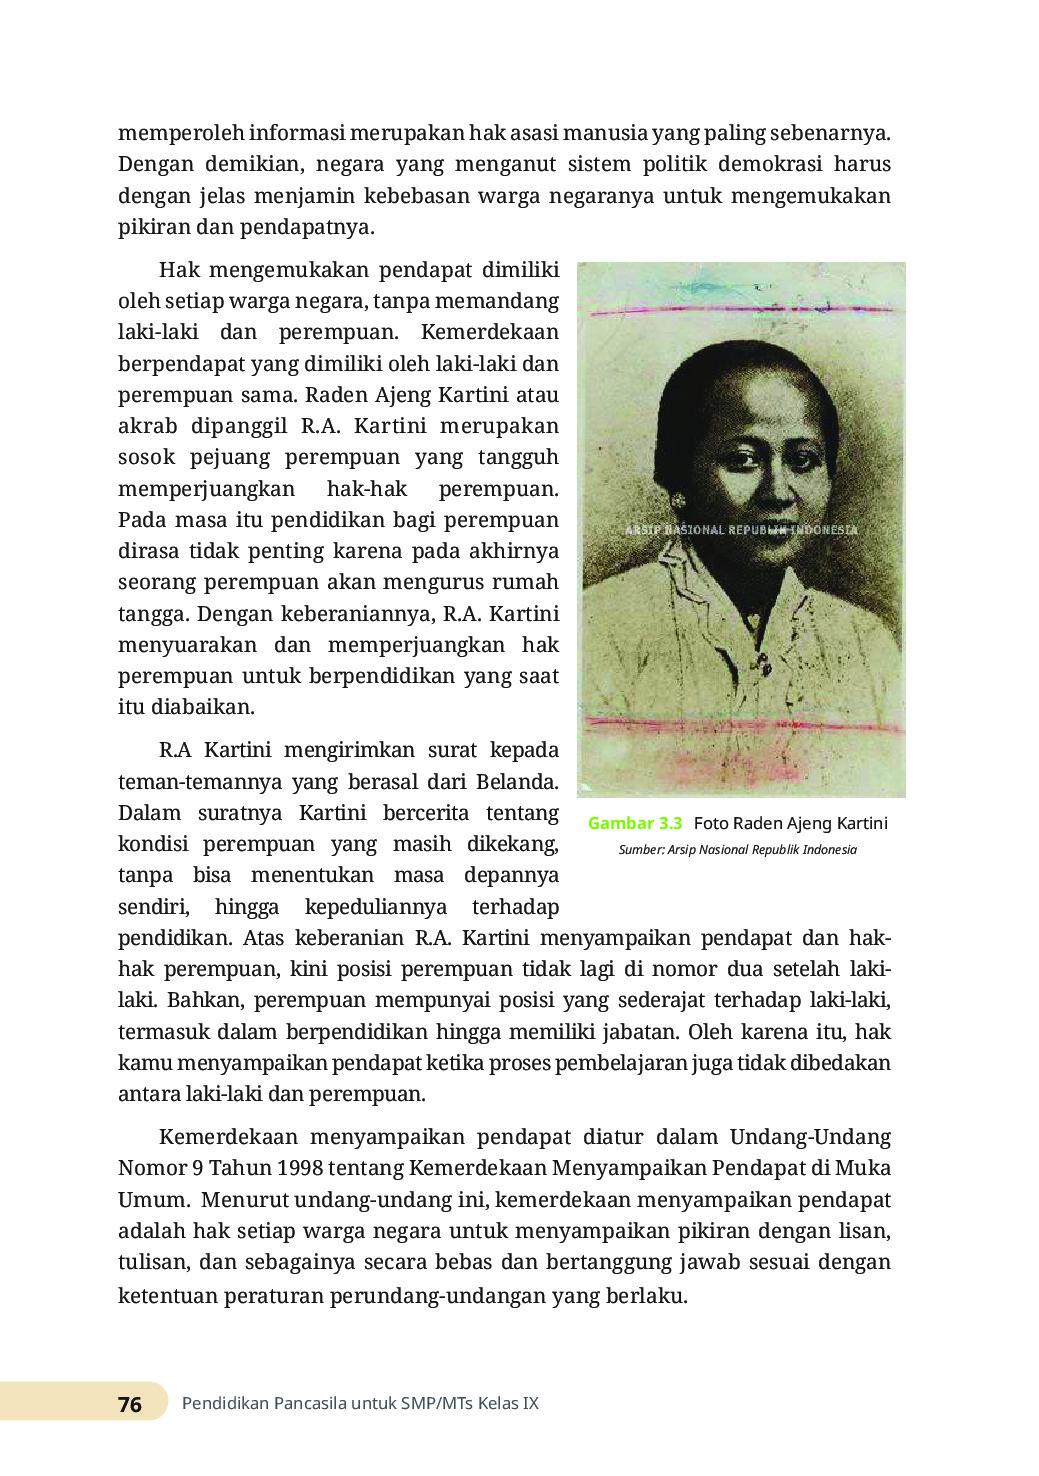 memperoleh informasi merupakan hak asasi manusia yang paling sebenarnya.
Dengan demikian, negara yang menganut sistem politik demokrasi harus
dengan jelas menjamin kebebasan warga negaranya untuk mengemukakan
pikiran dan pendapatnya.
Hak mengemukakan pendapat dimiliki
oleh setiap warga negara, tanpa memandang
laki-laki dan perempuan. Kemerdekaan
berpendapat yang dimiliki oleh laki-laki dan
perempuan sama. Raden Ajeng Kartini atau
akrab dipanggil R.A. Kartini merupakan
sosok pejuang perempuan yang tangguh
memperjuangkan hak-hak perempuan.
Pada masa itu pendidikan bagi perempuan
dirasa tidak penting karena pada akhirnya
seorang perempuan akan mengurus rumah
tangga. Dengan keberaniannya, R.A. Kartini
menyuarakan dan memperjuangkan hak
perempuan untuk berpendidikan yang saat
itu diabaikan.
ARSIP NASIONAL REPUBLIK INDONESIA
Gambar 3.3 Foto Raden Ajeng Kartini
Sumber: Arsip Nasional Republik Indonesia
R.A Kartini mengirimkan surat kepada
teman-temannya yang berasal dari Belanda.
Dalam suratnya Kartini bercerita tentang
kondisi perempuan yang masih dikekang,
tanpa bisa menentukan masa depannya
sendiri, hingga kepeduliannya terhadap
pendidikan. Atas keberanian R.A. Kartini menyampaikan pendapat dan hak-
hak perempuan, kini posisi perempuan tidak lagi di nomor dua setelah laki-
laki. Bahkan, perempuan mempunyai posisi yang sederajat terhadap laki-laki,
termasuk dalam berpendidikan hingga memiliki jabatan. Oleh karena itu, hak
kamu menyampaikan pendapat ketika proses pembelajaran juga tidak dibedakan
antara laki-laki dan perempuan.
Kemerdekaan menyampaikan pendapat diatur dalam Undang-Undang
Nomor 9 Tahun 1998 tentang Kemerdekaan Menyampaikan Pendapat di Muka
Umum. Menurut undang-undang ini, kemerdekaan menyampaikan pendapat
adalah hak setiap warga negara untuk menyampaikan pikiran dengan lisan,
tulisan, dan sebagainya secara bebas dan bertanggung jawab sesuai dengan
ketentuan peraturan perundang-undangan yang berlaku.
76 Pendidikan Pancasila untuk SMP/MTs Kelas IX